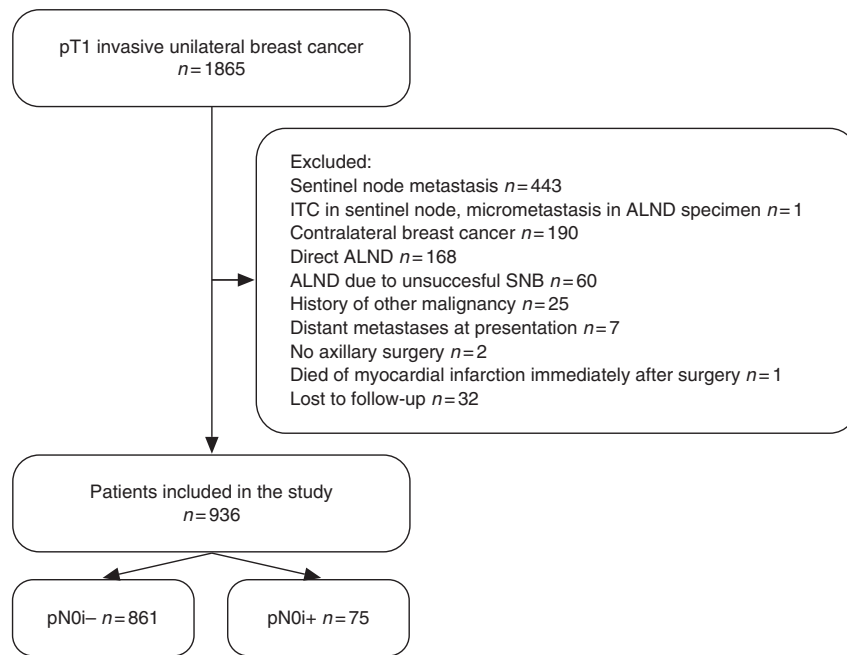 pT1 invasive unilateral breast cancer
n=1865
Excluded:
Sentinel node metastasis n=443
ITC in sentinel node, micrometastasis in ALND specimen n=1
Contralateral breast cancer n=190
Direct ALND n=168
ALND due to unsuccesful SNB n=60
History of other malignancy n=25
Distant metastases at presentation n=7
No axillary surgery n=2
Died of myocardial infarction immediately after surgery n=1
Lost to follow-up n=32
Patients included in the study
n=936
pN0i– n=861
pN0i+ n=75